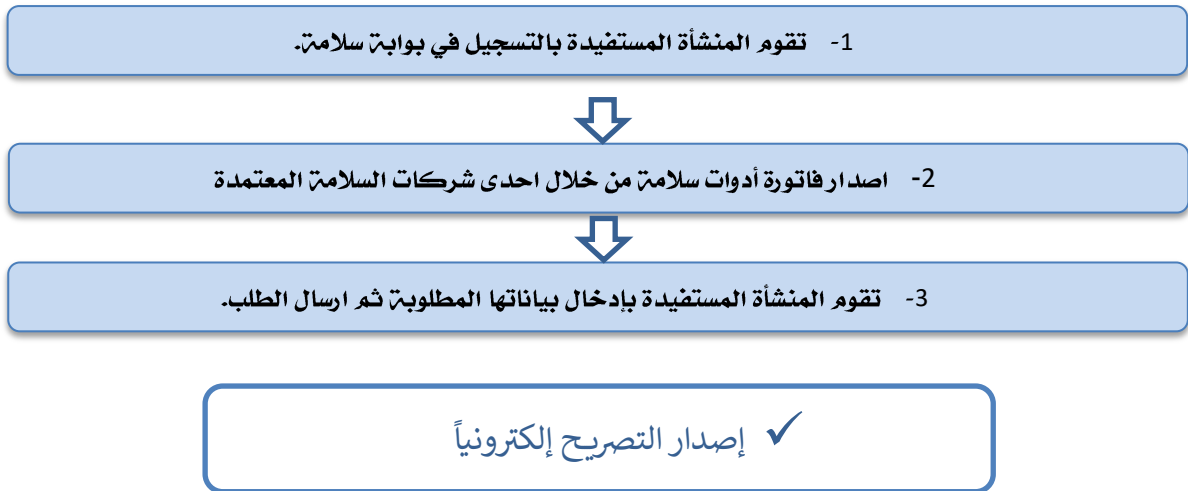 1- تقوم المنشأة المستفيدة بالتسجيل في بوابة سلامة.
2- اصدار فاتورة أدوات سلامة من خلال احدى شركات السلامة المعتمدة
3- تقوم المنشأة المستفيدة بإدخال بياناتها المطلوبة ثم ارسال الطلب.
✓ إصدار التصريح إلكترونياً